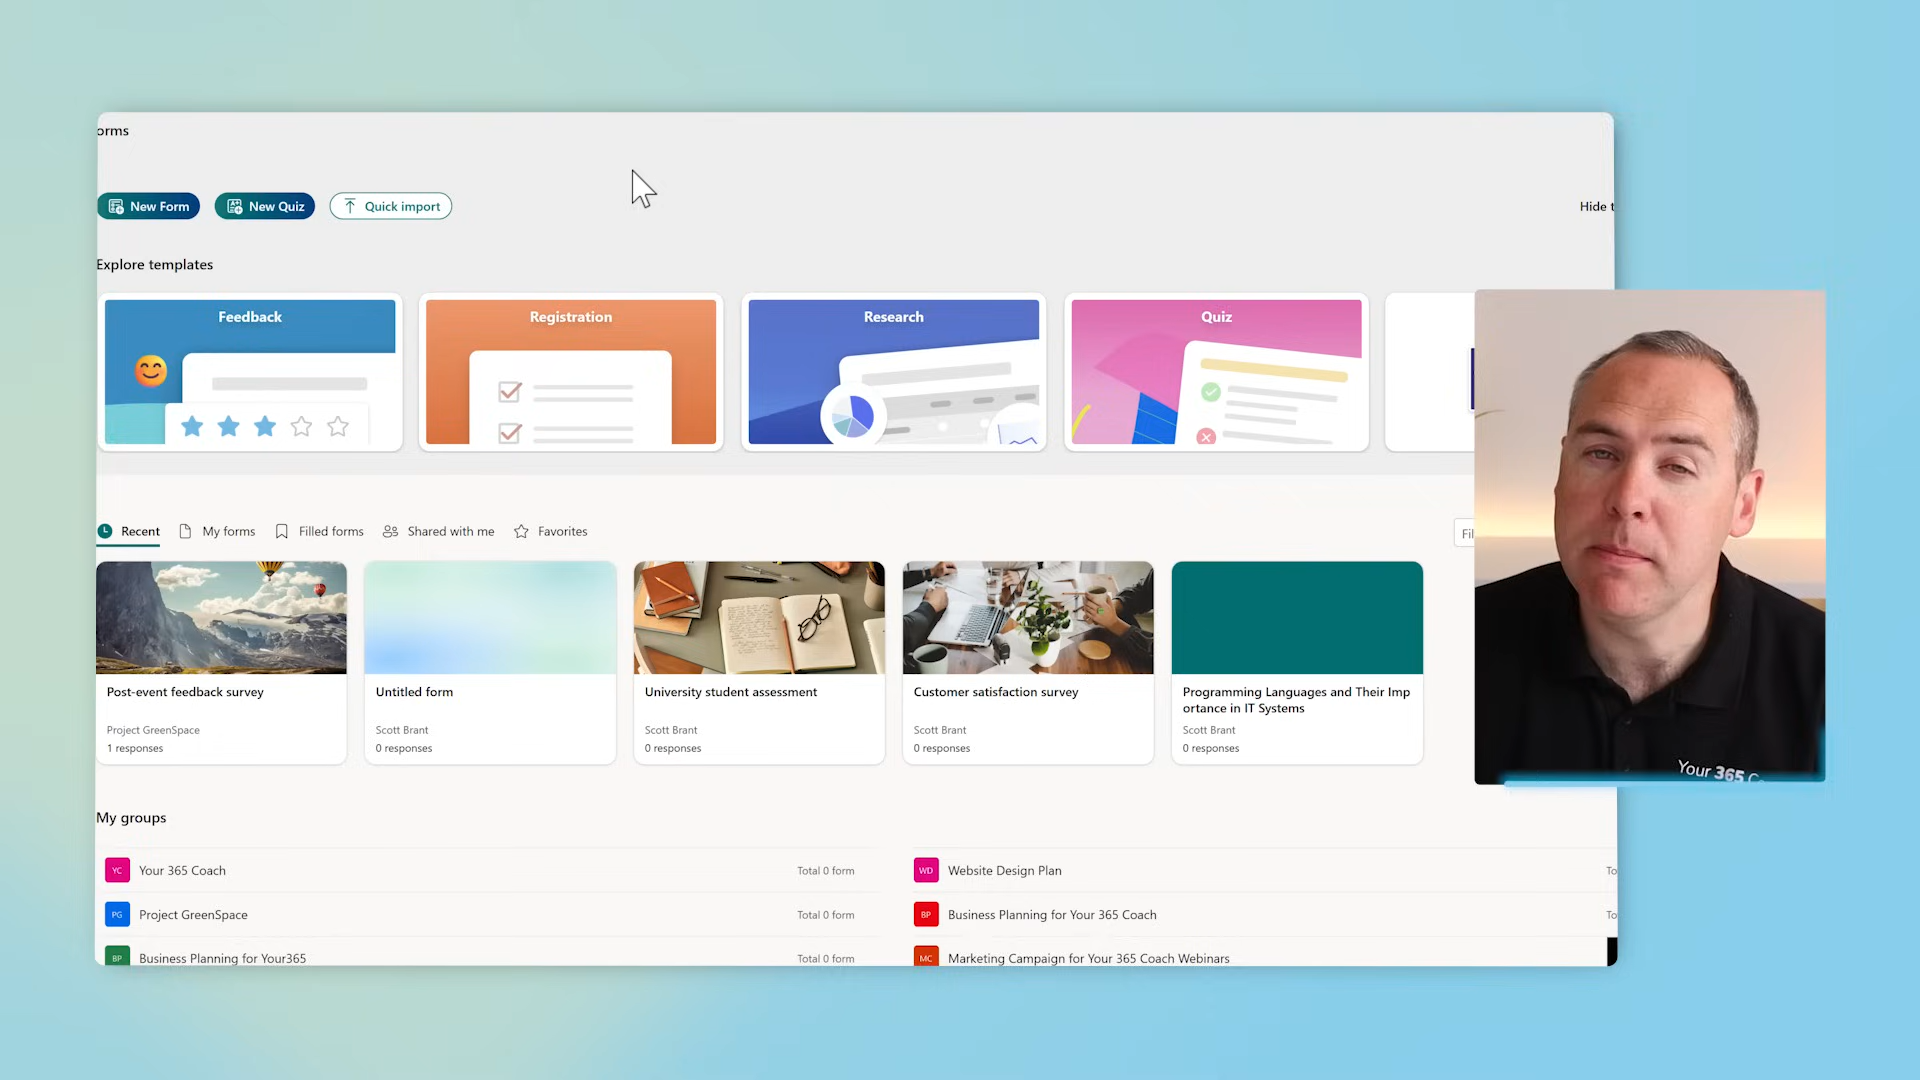 orms
New Form
New Quiz
Quick import
Hide t
Explore templates
Feedback
Registration
Research
Quiz
Recent
My forms
Filled forms
Shared with me
Favorites
Fil
Post-event feedback survey
Project GreenSpace
1 responses
Untitled form
Scott Brant
0 responses
University student assessment
Scott Brant
0 responses
Customer satisfaction survey
Scott Brant
0 responses
Programming Languages and Their Imp
ortance in IT Systems
Scott Brant
0 responses
Your 365 C
My groups
YC Your 365 Coach Total 0 form
WD Website Design Plan To
PG Project GreenSpace Total 0 form
BP Business Planning for Your 365 Coach To
BP Business Planning for Your365 Total 0 form
MC Marketing Campaign for Your 365 Coach Webinars